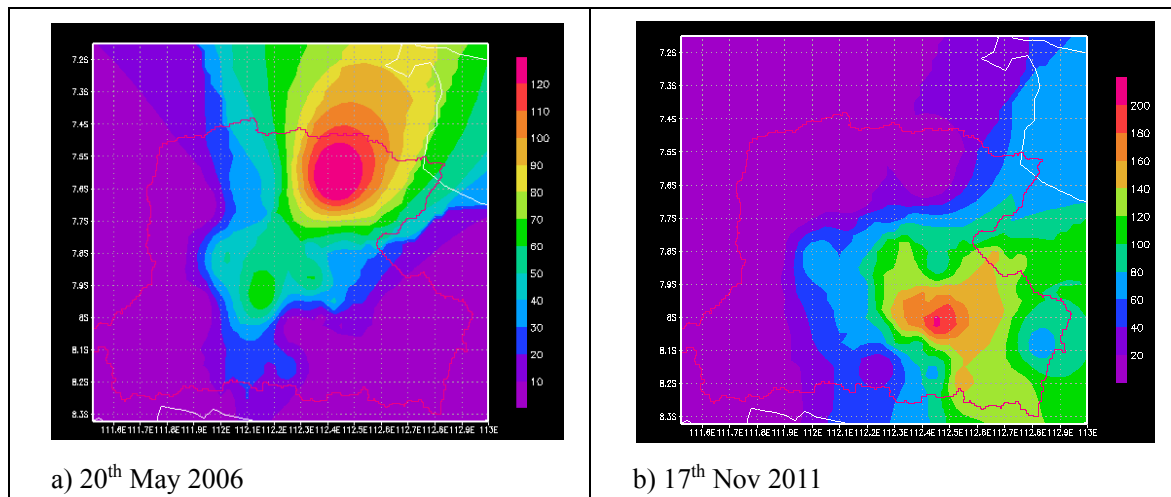 7.2S
7.3S
7.4S
7.5S
7.6S
7.7S
7.8S
7.9S
8S
8.1S
8.2S
8.3S
111.6E 111.7E 111.8E 111.9E 112E 112.1E 112.2E 112.3E 112.4E 112.5E 112.6E 112.7E 112.8E 112.9E 113E
120
110
100
90
80
70
60
50
40
30
20
10
a) 20th May 2006
7.2S
7.3S
7.4S
7.5S
7.6S
7.7S
7.8S
7.9S
8S
8.1S
8.2S
8.3S
111.6E 111.7E 111.8E 111.9E 112E 112.1E 112.2E 112.3E 112.4E 112.5E 112.6E 112.7E 112.8E 112.9E 113E
200
180
160
140
120
100
80
60
40
20
b) 17th Nov 2011